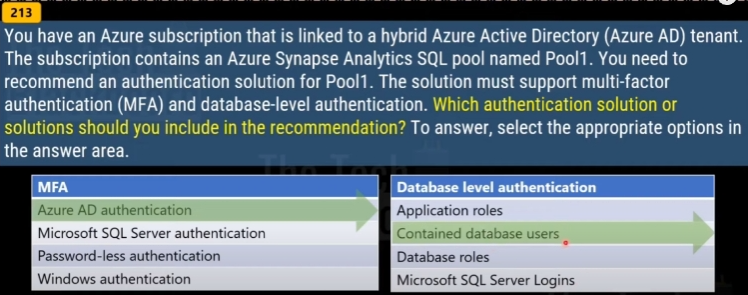 213
You have an Azure subscription that is linked to a hybrid Azure Active Directory (Azure AD) tenant.
The subscription contains an Azure Synapse Analytics SQL pool named Pool1. You need to
recommend an authentication solution for Pool1. The solution must support multi-factor
authentication (MFA) and database-level authentication. Which authentication solution or
solutions should you include in the recommendation? To answer, select the appropriate options in
the answer area.
MFA
Azure AD authentication
Microsoft SQL Server authentication
Password-less authentication
Windows authentication
Database level authentication
Application roles
Contained database users
Database roles
Microsoft SQL Server Logins